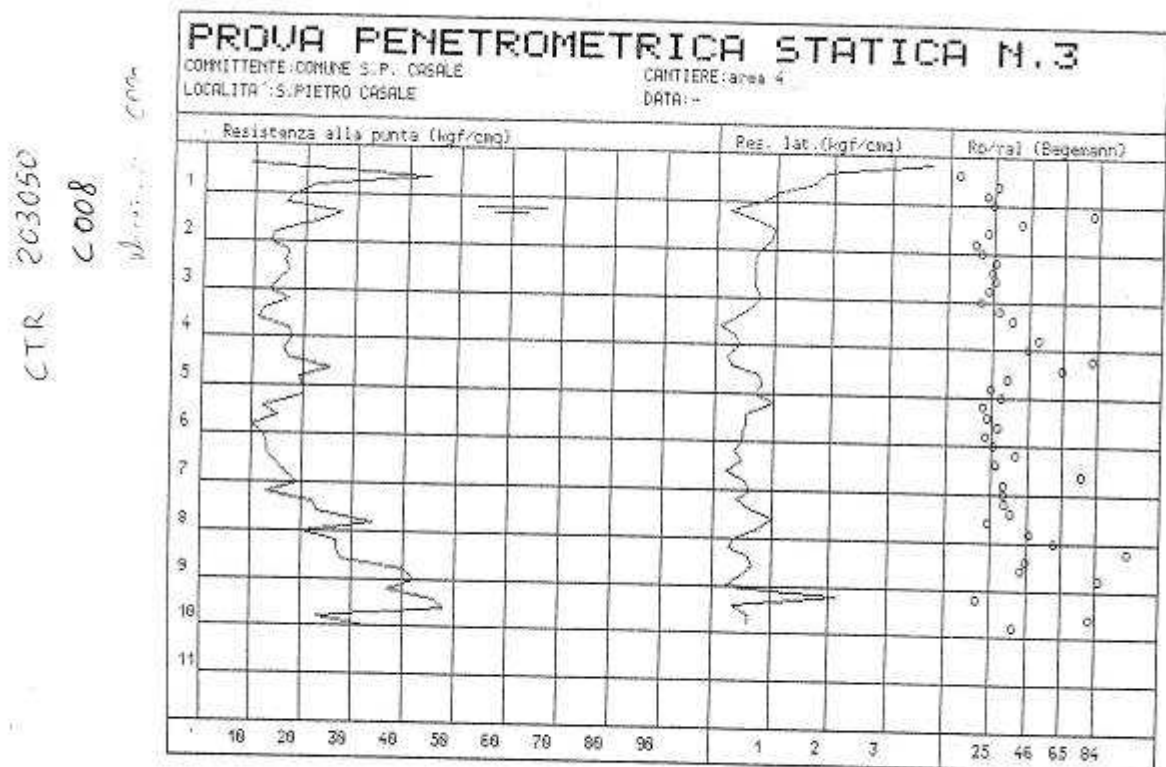 PROVA PENETROMETRICA STATICA N.3
COMMITTENTE:COMUNE S.P. CASALE
CANTIERE:area 4
LOCALITA´:S.PIETRO CASALE
DATA:-
Resistenza alla punta (kgf/cmq)
Res. lat.(kgf/cmq)
Rp/ral (Begemann)
1
2
3
4
5
6
7
8
9
10
11
10 20 30 40 50 60 70 80 90
1 2 3
25 46 65 84
CTR 203050
C008